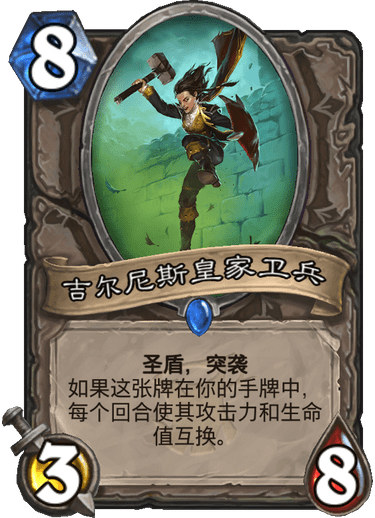 8
吉尔尼斯皇家卫兵
圣盾，突袭
如果这张牌在你的手牌中，
每个回合使其攻击力和生命
值互换。
3
8